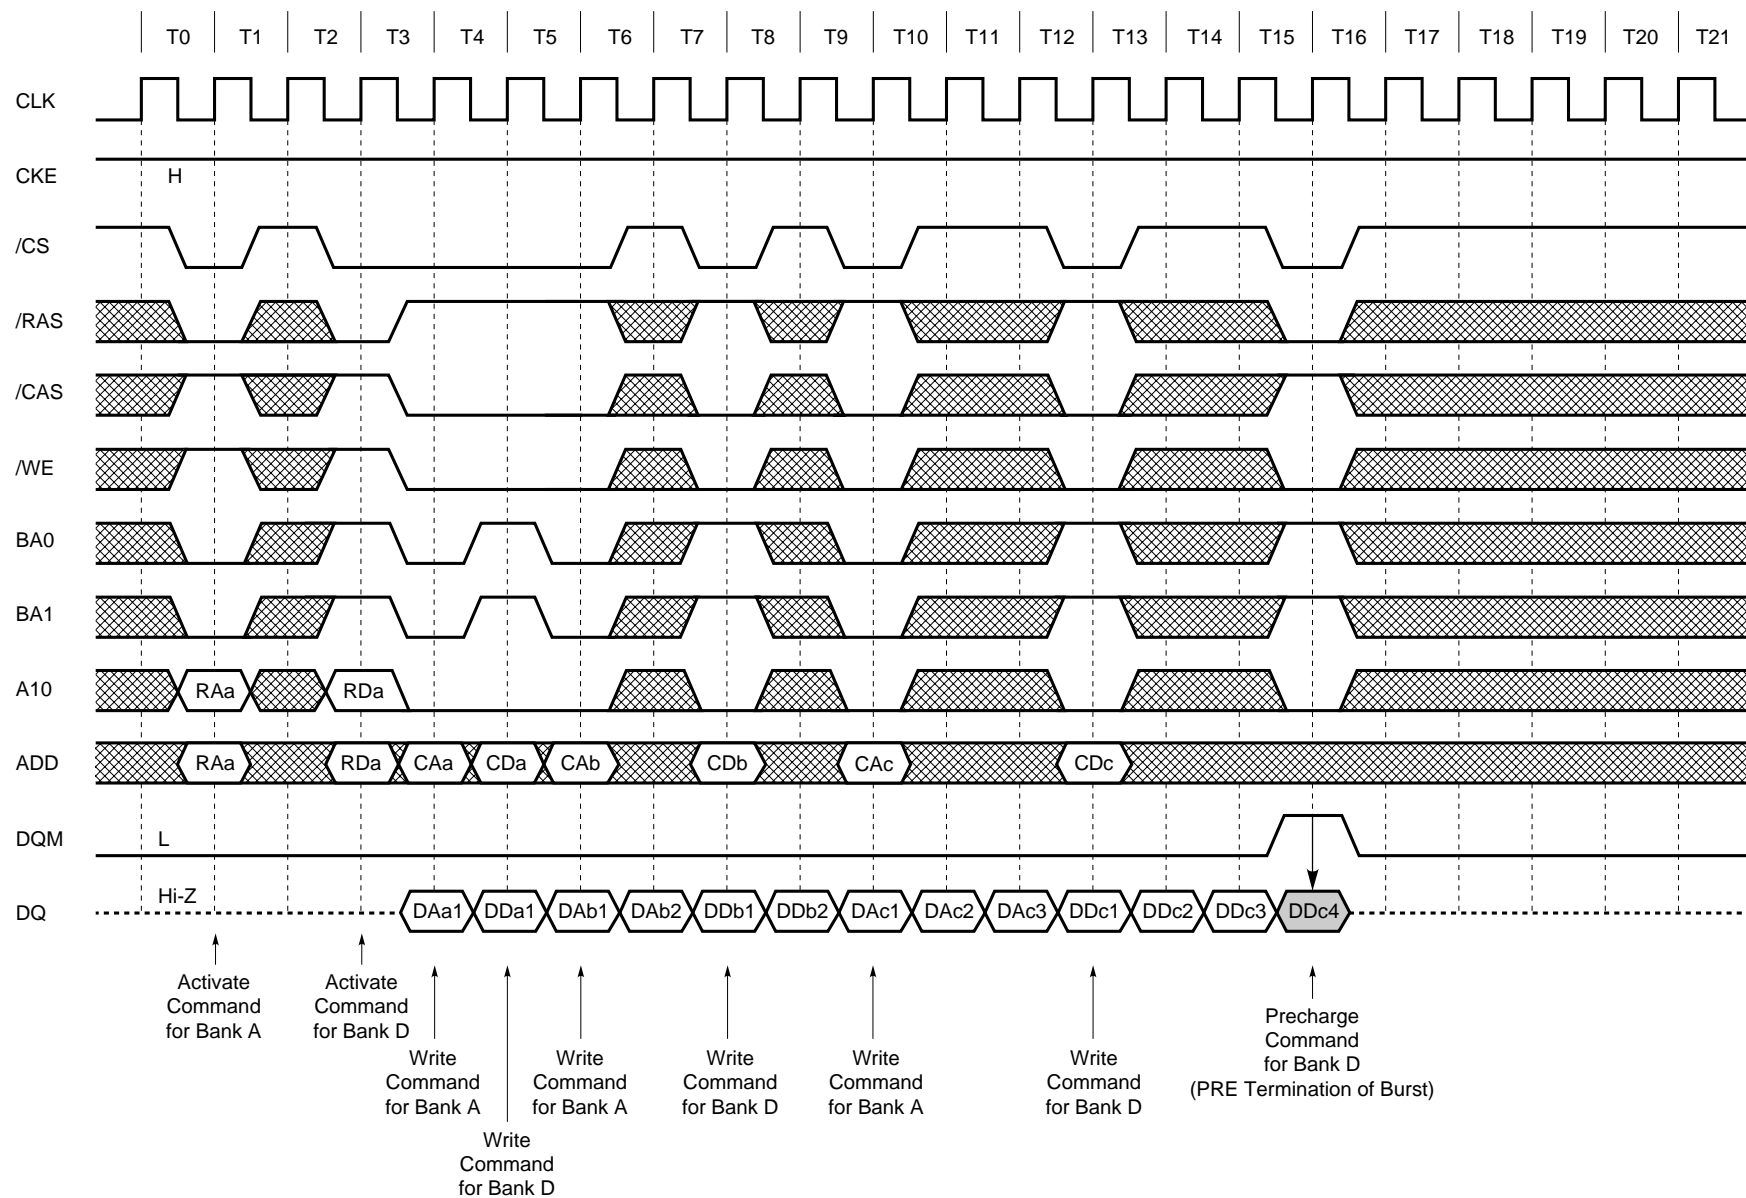 T0 T1 T2 T3 T4 T5 T6 T7 T8 T9 T10 T11 T12 T13 T14 T15 T16 T17 T18 T19 T20 T21
CLK
CKE H
/CS
/RAS
/CAS
/WE
BA0
BA1
A10 RAa RDa
ADD RAa RDa CAa CDa CAb CDb CAc CDc
DQM L
Hi-Z
DQ DAa1 DDa1 DAb1 DAb2 DDb1 DDb2 DAc1 DAc2 DAc3 DDc1 DDc2 DDc3 DDc4
Activate
Command
for Bank A
Activate
Command
for Bank D
Write
Command
for Bank A
Write
Command
for Bank D
Write
Command
for Bank A
Write
Command
for Bank D
Write
Command
for Bank A
Write
Command
for Bank D
Precharge
Command
for Bank D
(PRE Termination of Burst)